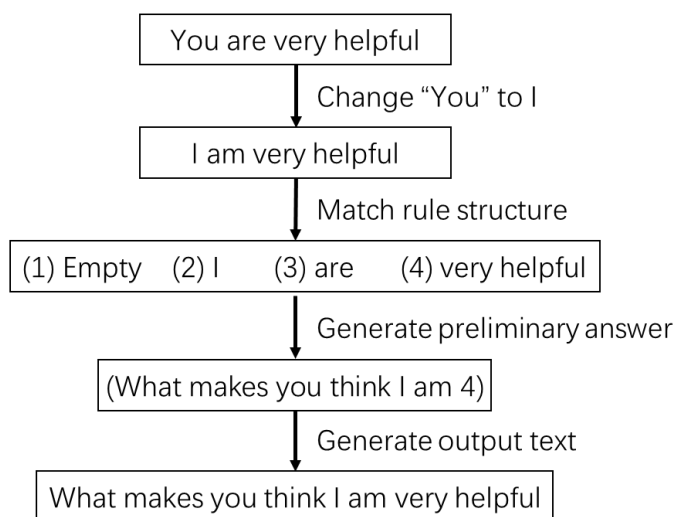 You are very helpful
Change “You” to I
I am very helpful
Match rule structure
(1) Empty (2) I (3) are (4) very helpful
Generate preliminary answer
(What makes you think I am 4)
Generate output text
What makes you think I am very helpful